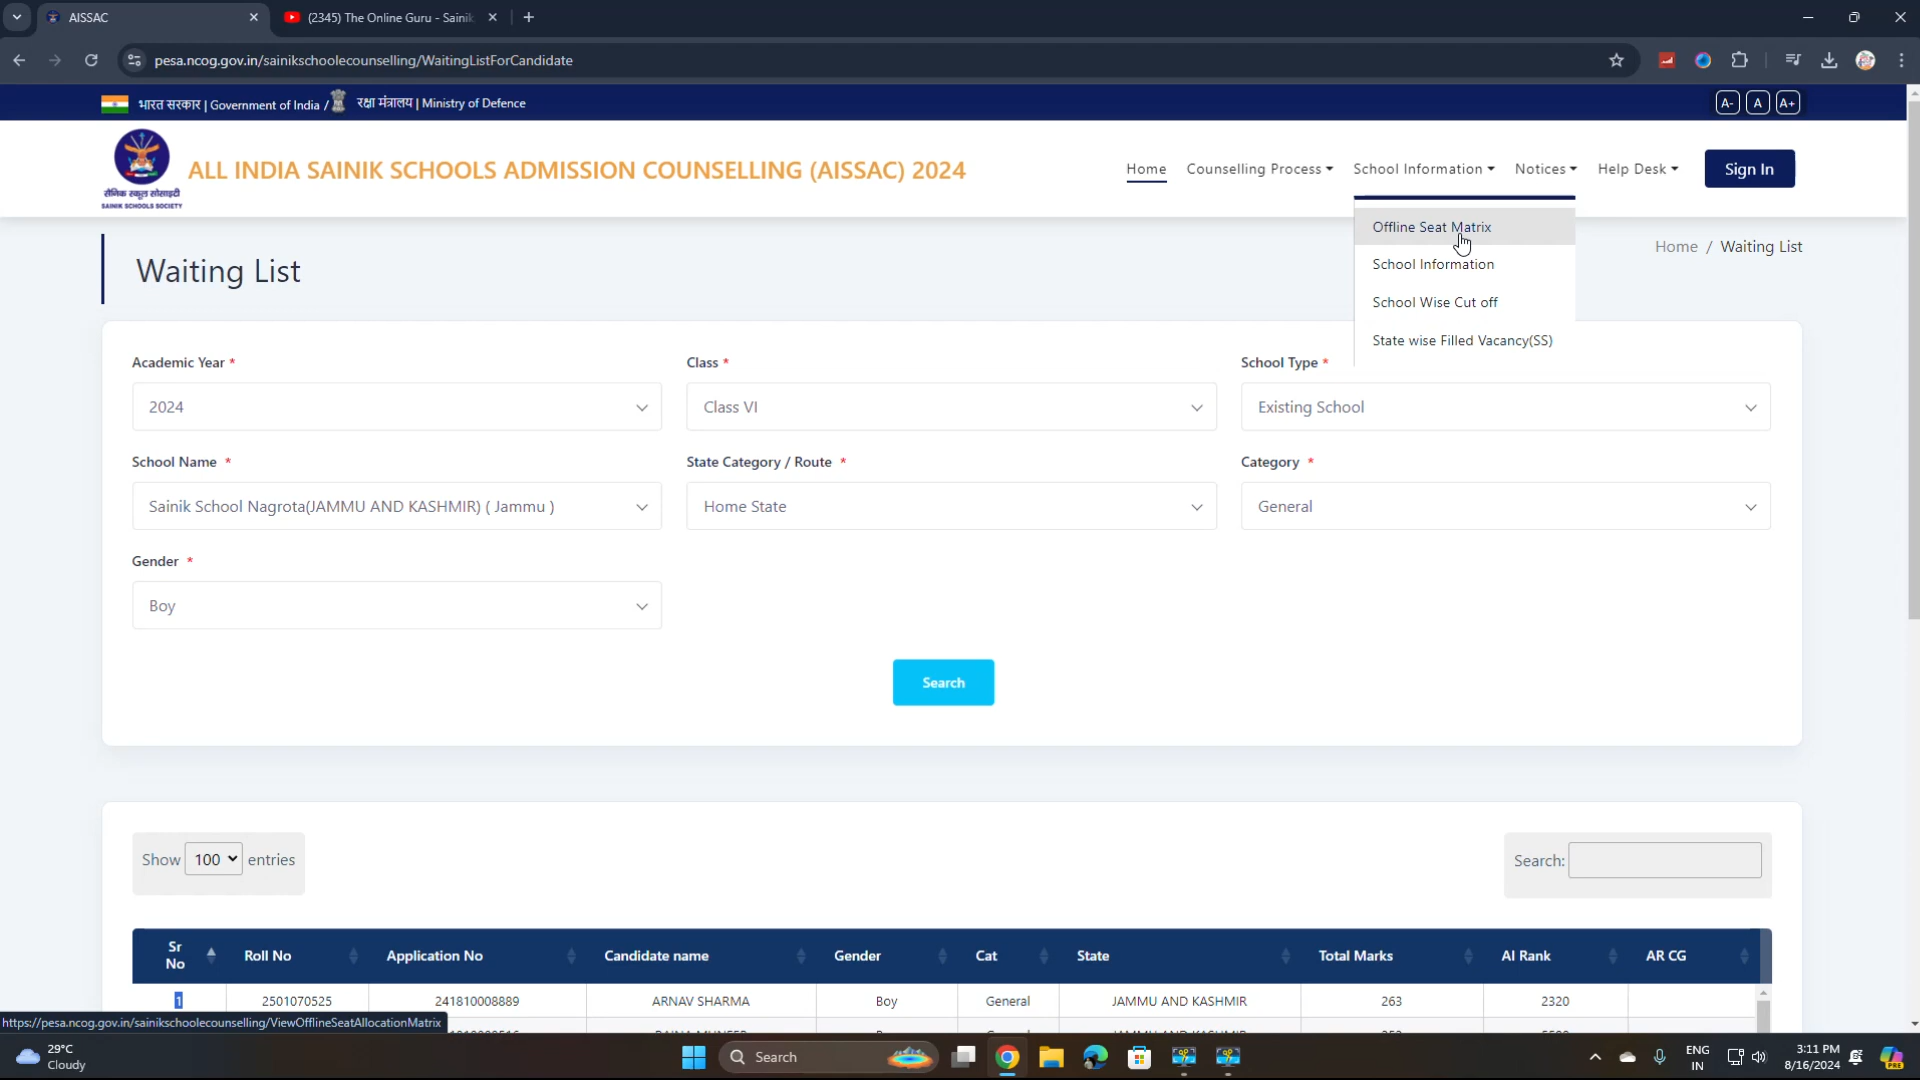 AISSAC
(2345) The Online Guru - Sainik
pesa.ncog.gov.in/sainikschoolecounselling/WaitingListForCandidate
भारत सरकार | Government of India / रक्षा मंत्रालय | Ministry of Defence
A- A A+
सैनिक स्कूल सोसाइटी
SAINIK SCHOOLS SOCIETY
ALL INDIA SAINIK SCHOOLS ADMISSION COUNSELLING (AISSAC) 2024
Home Counselling Process School Information Notices Help Desk Sign In
Offline Seat Matrix
School Information
School Wise Cut off
State wise Filled Vacancy(SS)
Home / Waiting List
Waiting List
Academic Year * Class * School Type *
2024 Class VI Existing School
School Name * State Category / Route * Category *
Sainik School Nagrota(JAMMU AND KASHMIR) ( Jammu ) Home State General
Gender *
Boy
Search
Show 100 entries Search:
Sr No Roll No Application No Candidate name Gender Cat State Total Marks AI Rank AR CG
1 2501070525 241810008889 ARNAV SHARMA Boy General JAMMU AND KASHMIR 263 2320
https://pesa.ncog.gov.in/sainikschoolecounselling/ViewOfflineSeatAllocationMatrix
29°C
Cloudy
Search
ENG
IN
3:11 PM
8/16/2024
PRE